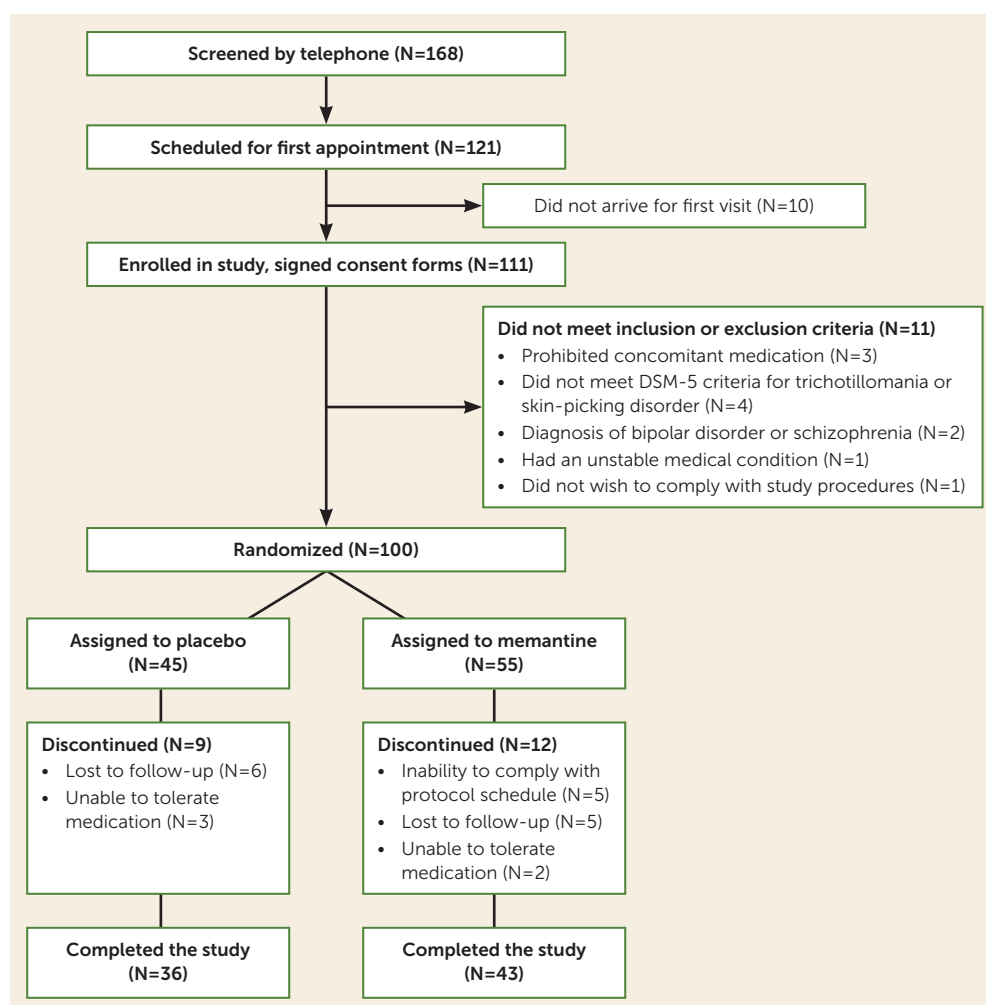 Screened by telephone (N=168)
Scheduled for first appointment (N=121)
Did not arrive for first visit (N=10)
Enrolled in study, signed consent forms (N=111)
Did not meet inclusion or exclusion criteria (N=11)
• Prohibited concomitant medication (N=3)
• Did not meet DSM-5 criteria for trichotillomania or
skin-picking disorder (N=4)
• Diagnosis of bipolar disorder or schizophrenia (N=2)
• Had an unstable medical condition (N=1)
• Did not wish to comply with study procedures (N=1)
Randomized (N=100)
Assigned to placebo
(N=45)
Assigned to memantine
(N=55)
Discontinued (N=9)
• Lost to follow-up (N=6)
• Unable to tolerate
medication (N=3)
Discontinued (N=12)
• Inability to comply with
protocol schedule (N=5)
• Lost to follow-up (N=5)
• Unable to tolerate
medication (N=2)
Completed the study
(N=36)
Completed the study
(N=43)